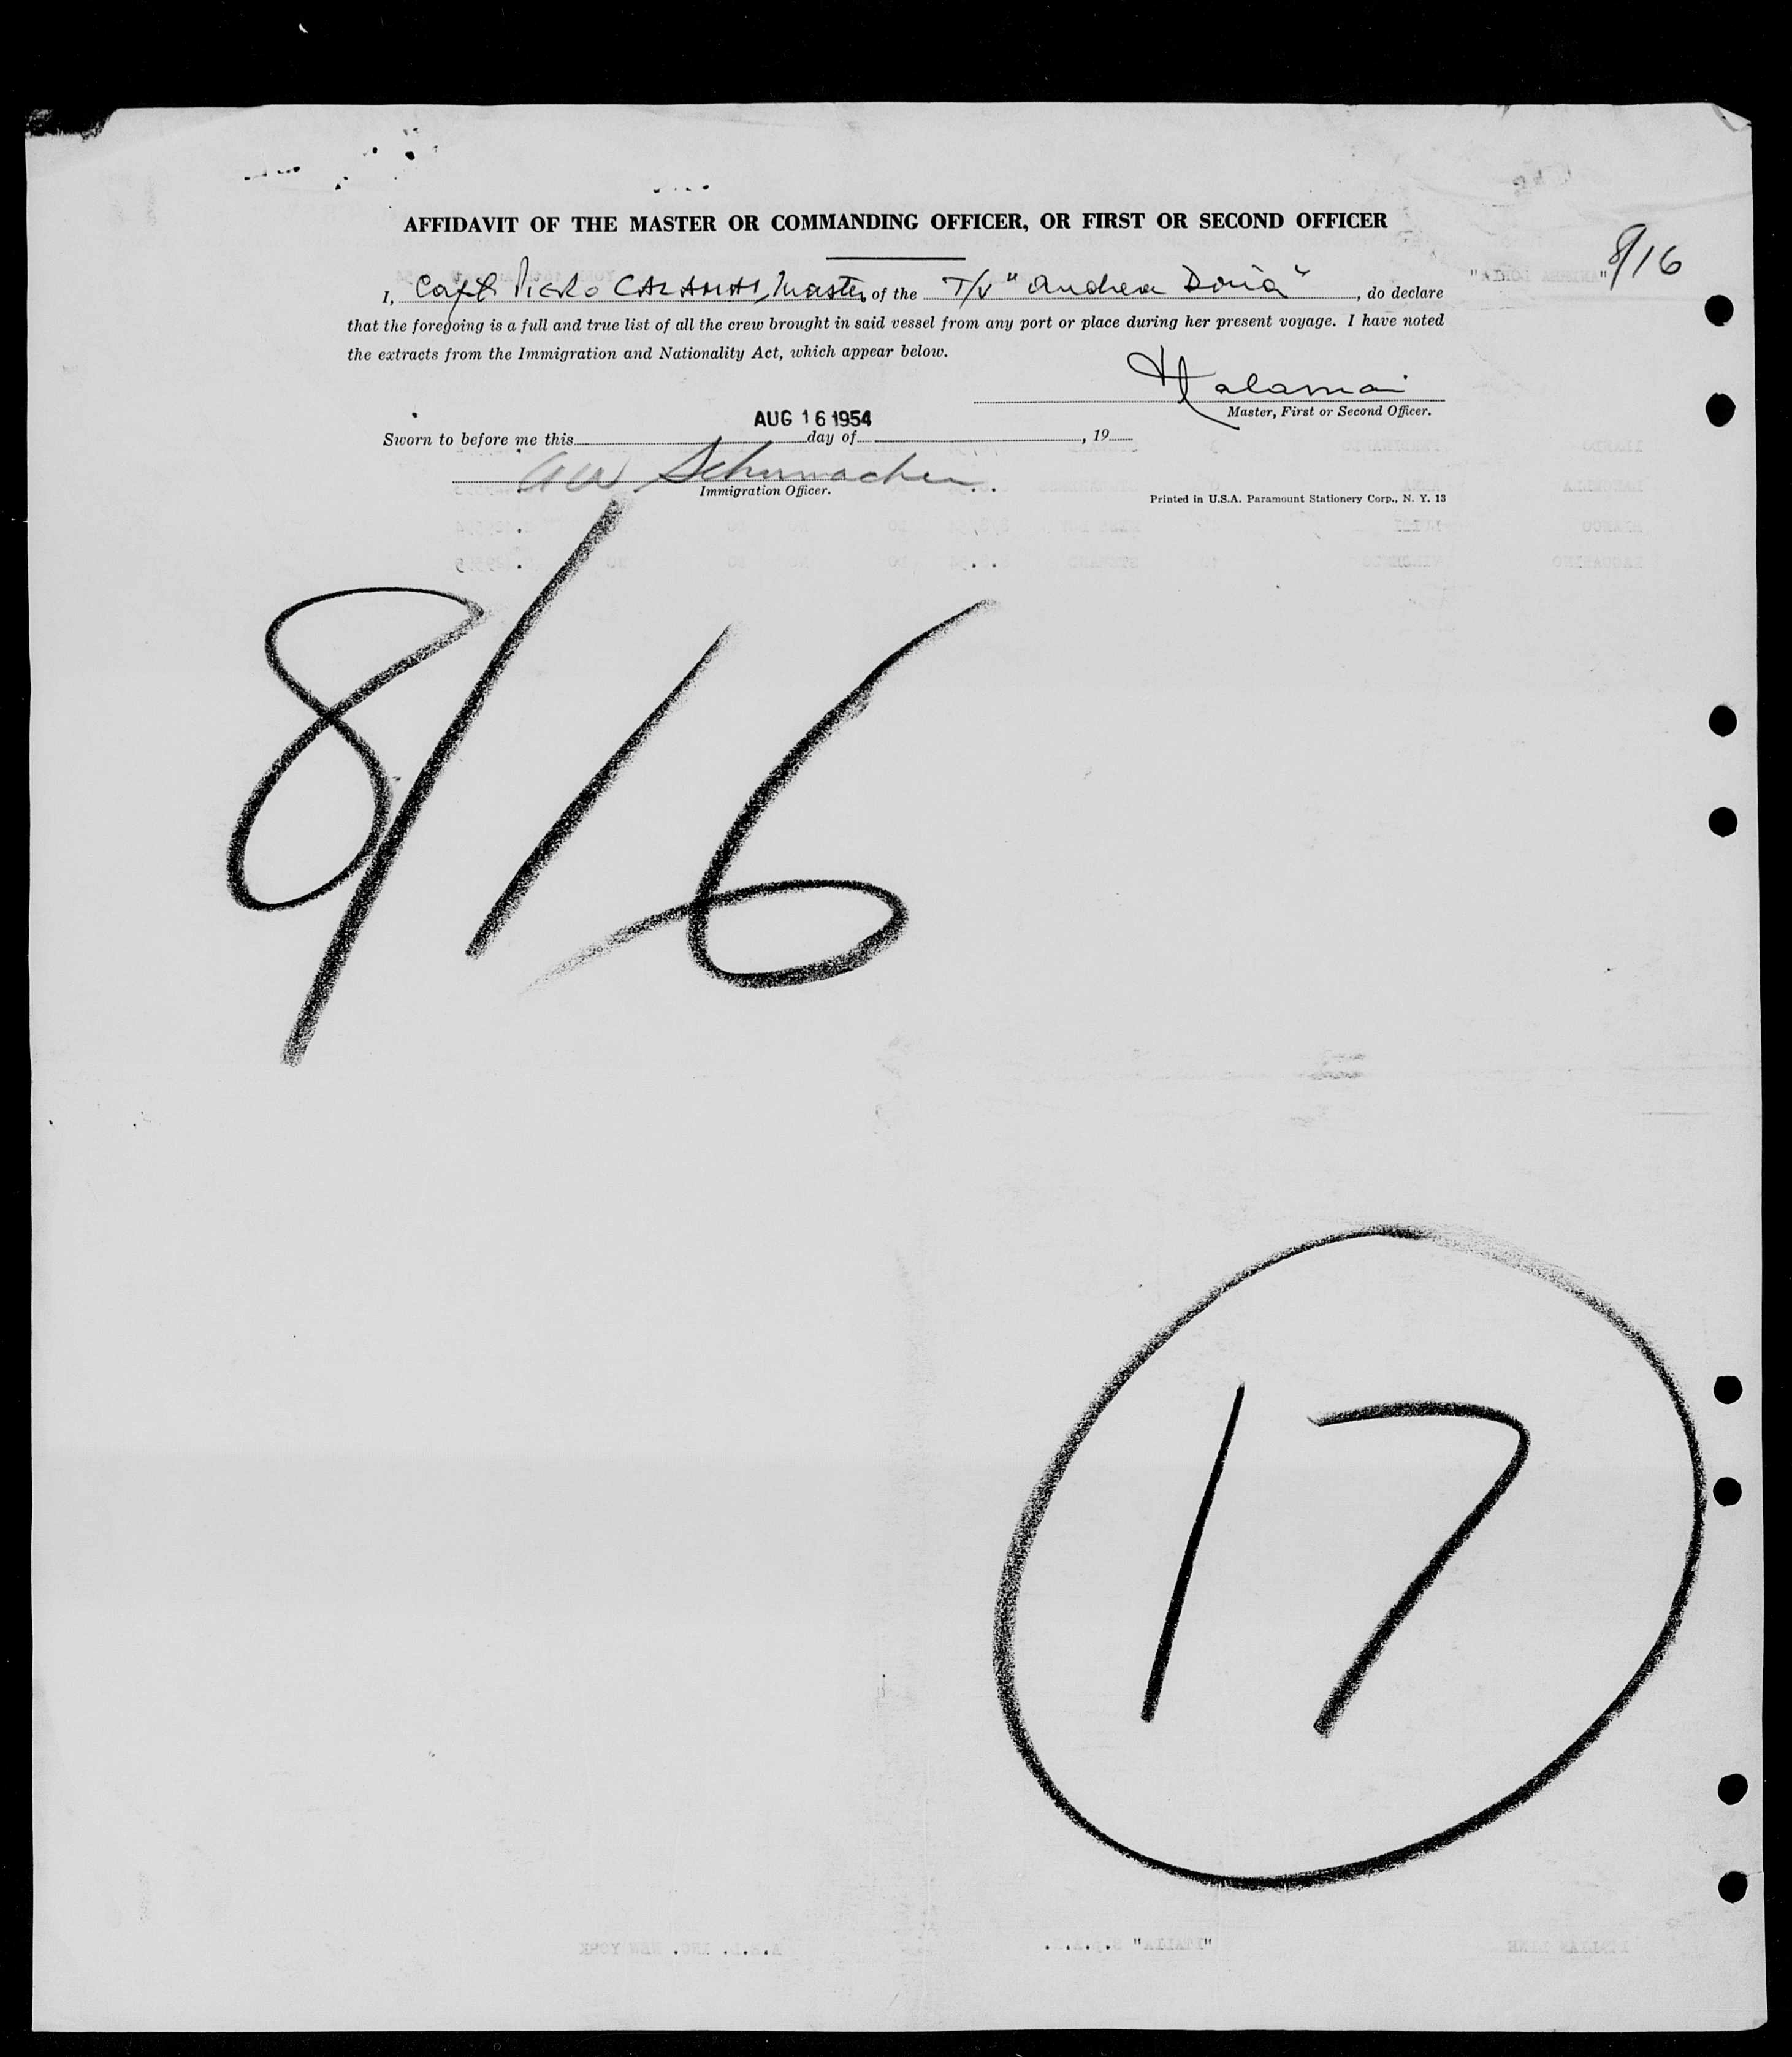 AFFIDAVIT OF THE MASTER OR COMMANDING OFFICER, OR FIRST OR SECOND OFFICER
8/16
I, Capt Piero CALAMAI, Master of the T/V "Andrea Doria", do declare
that the foregoing is a full and true list of all the crew brought in said vessel from any port or place during her present voyage. I have noted
the extracts from the Immigration and Nationality Act, which appear below.
Calamai
Master, First or Second Officer.
AUG 16 1954
Sworn to before me this day of , 19
Schumacher
Immigration Officer.
Printed in U.S.A. Paramount Stationery Corp., N. Y. 13
8/16
17